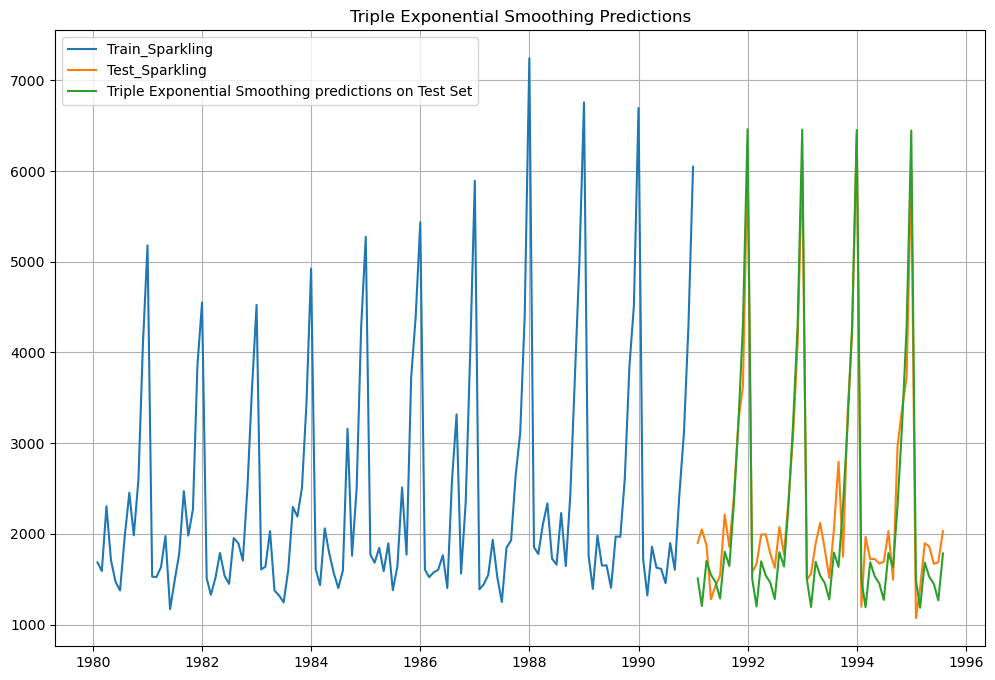 Triple Exponential Smoothing Predictions
Train_Sparkling
Test_Sparkling
Triple Exponential Smoothing predictions on Test Set
7000
6000
5000
4000
3000
2000
1000
1980 1982 1984 1986 1988 1990 1992 1994 1996